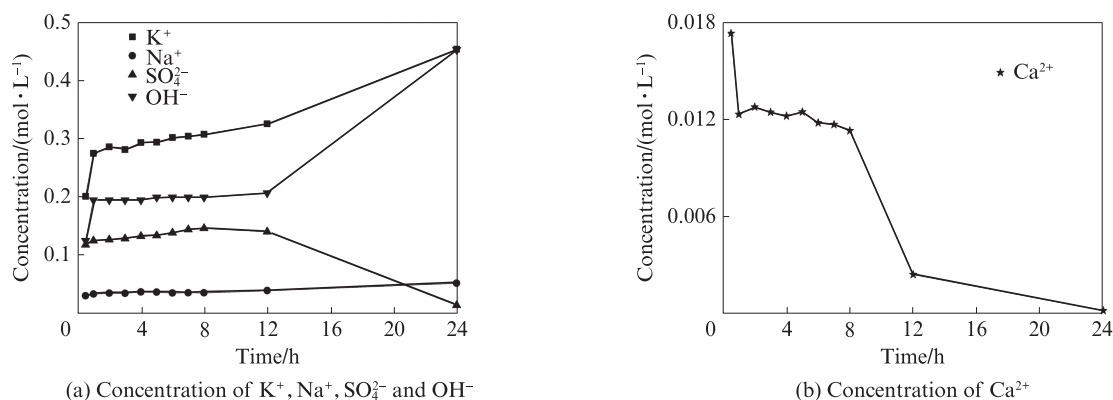 0.5
0.4
0.3
0.2
0.1
0
4
8
12
16
20
24
Concentration/(mol·L⁻¹)
Time/h
K⁺
Na⁺
SO₄²⁻
OH⁻
(a) Concentration of K⁺, Na⁺, SO₄²⁻ and OH⁻
0.018
0.012
0.006
0
4
8
12
16
20
24
Concentration/(mol·L⁻¹)
Time/h
Ca²⁺
(b) Concentration of Ca²⁺